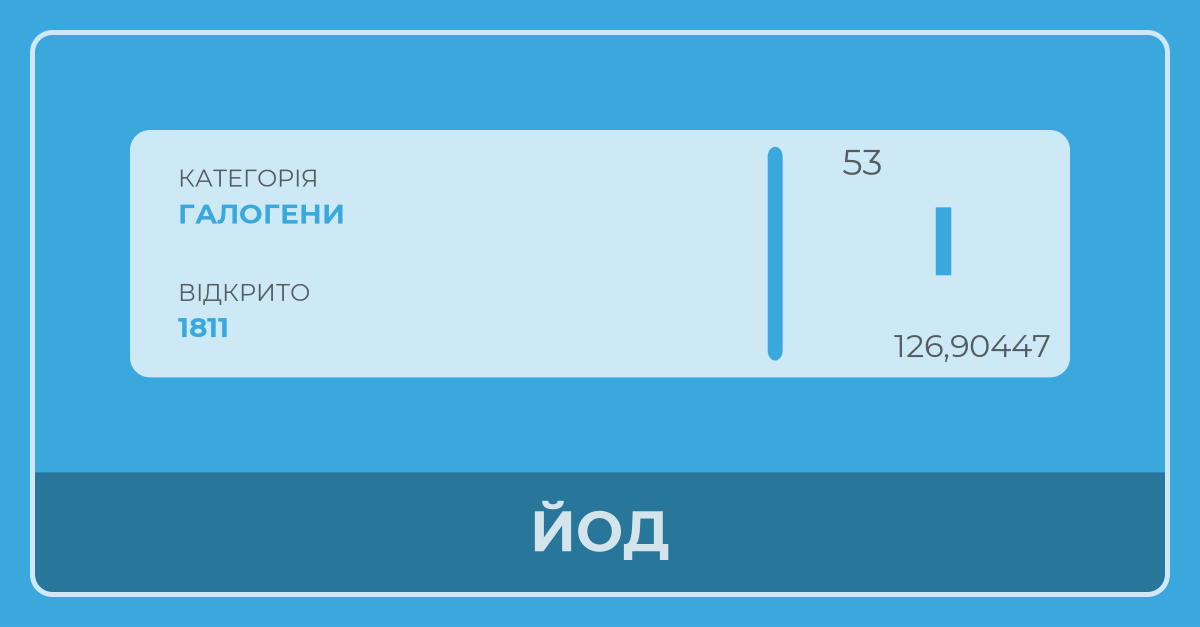 КАТЕГОРІЯ
ГАЛОГЕНИ
ВІДКРИТО
1811
53
I
126,90447
ЙОД